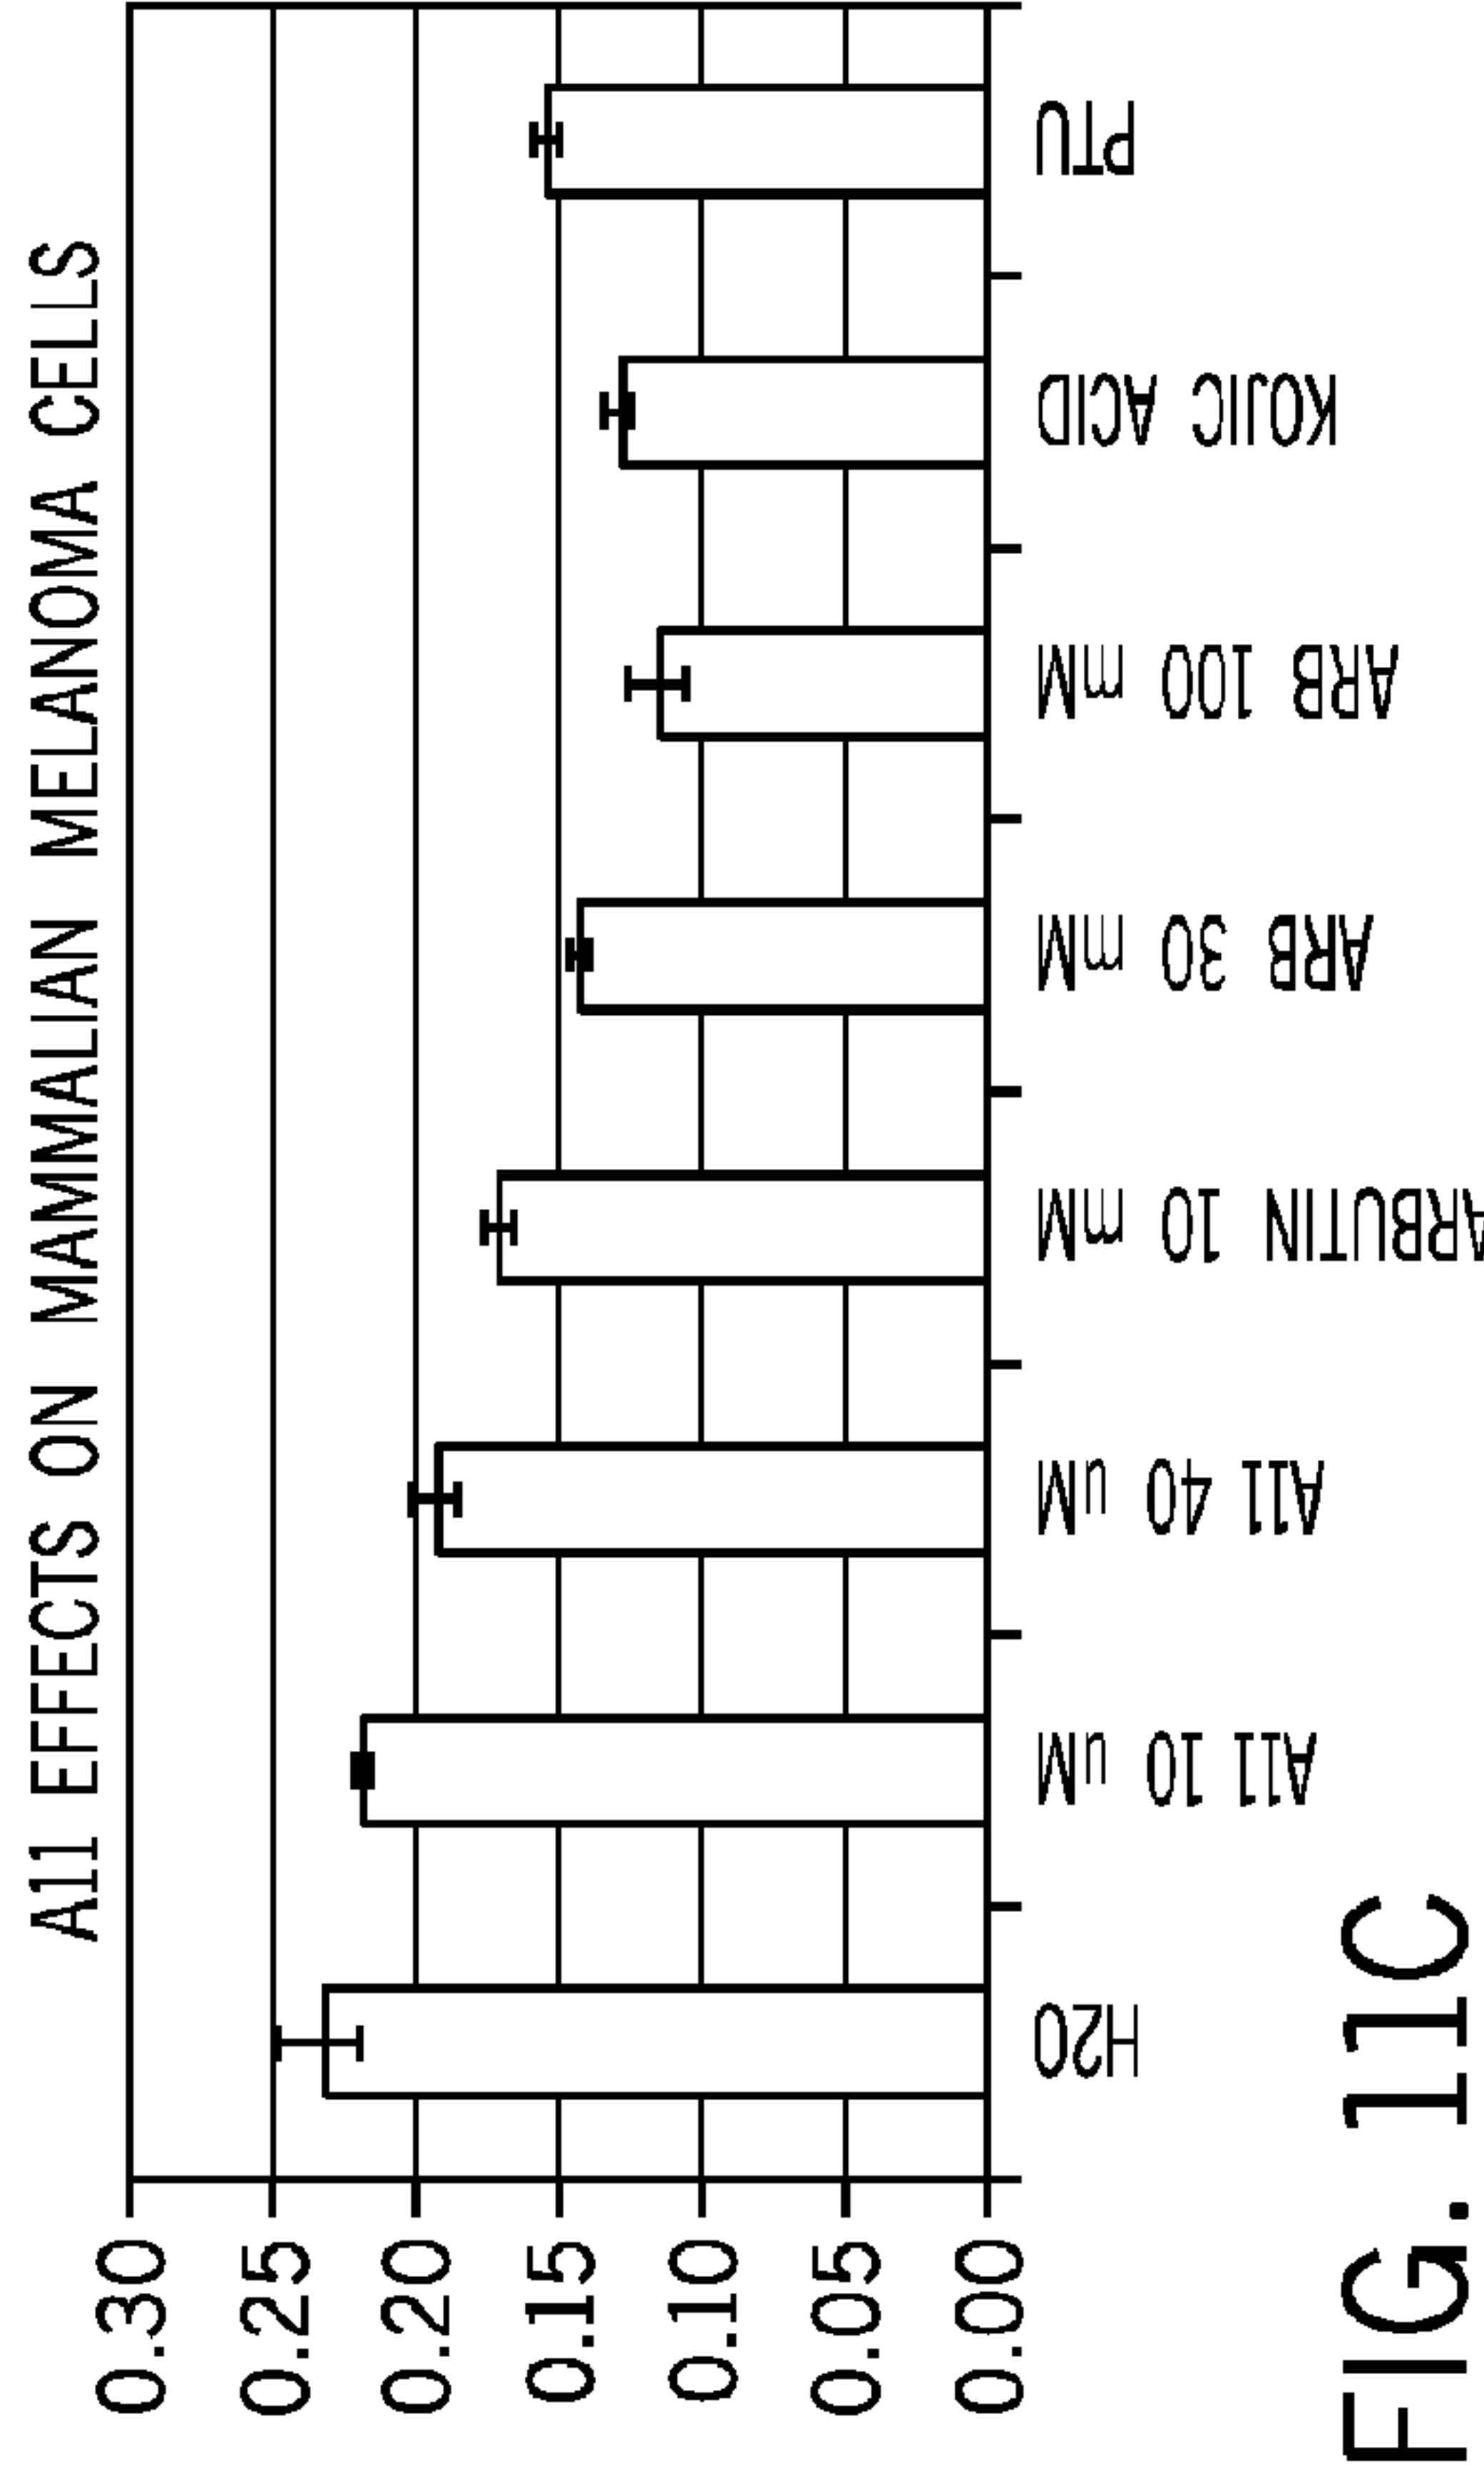 A11 EFFECTS ON MAMMALIAN MELANOMA CELLS
0.30
0.25
0.20
0.15
0.10
0.05
0.00
H2O
A11 10 uM
A11 40 uM
ARBUTIN 10 mM
ARB 30 mM
ARB 100 mM
KOJIC ACID
PTU
FIG. 11C